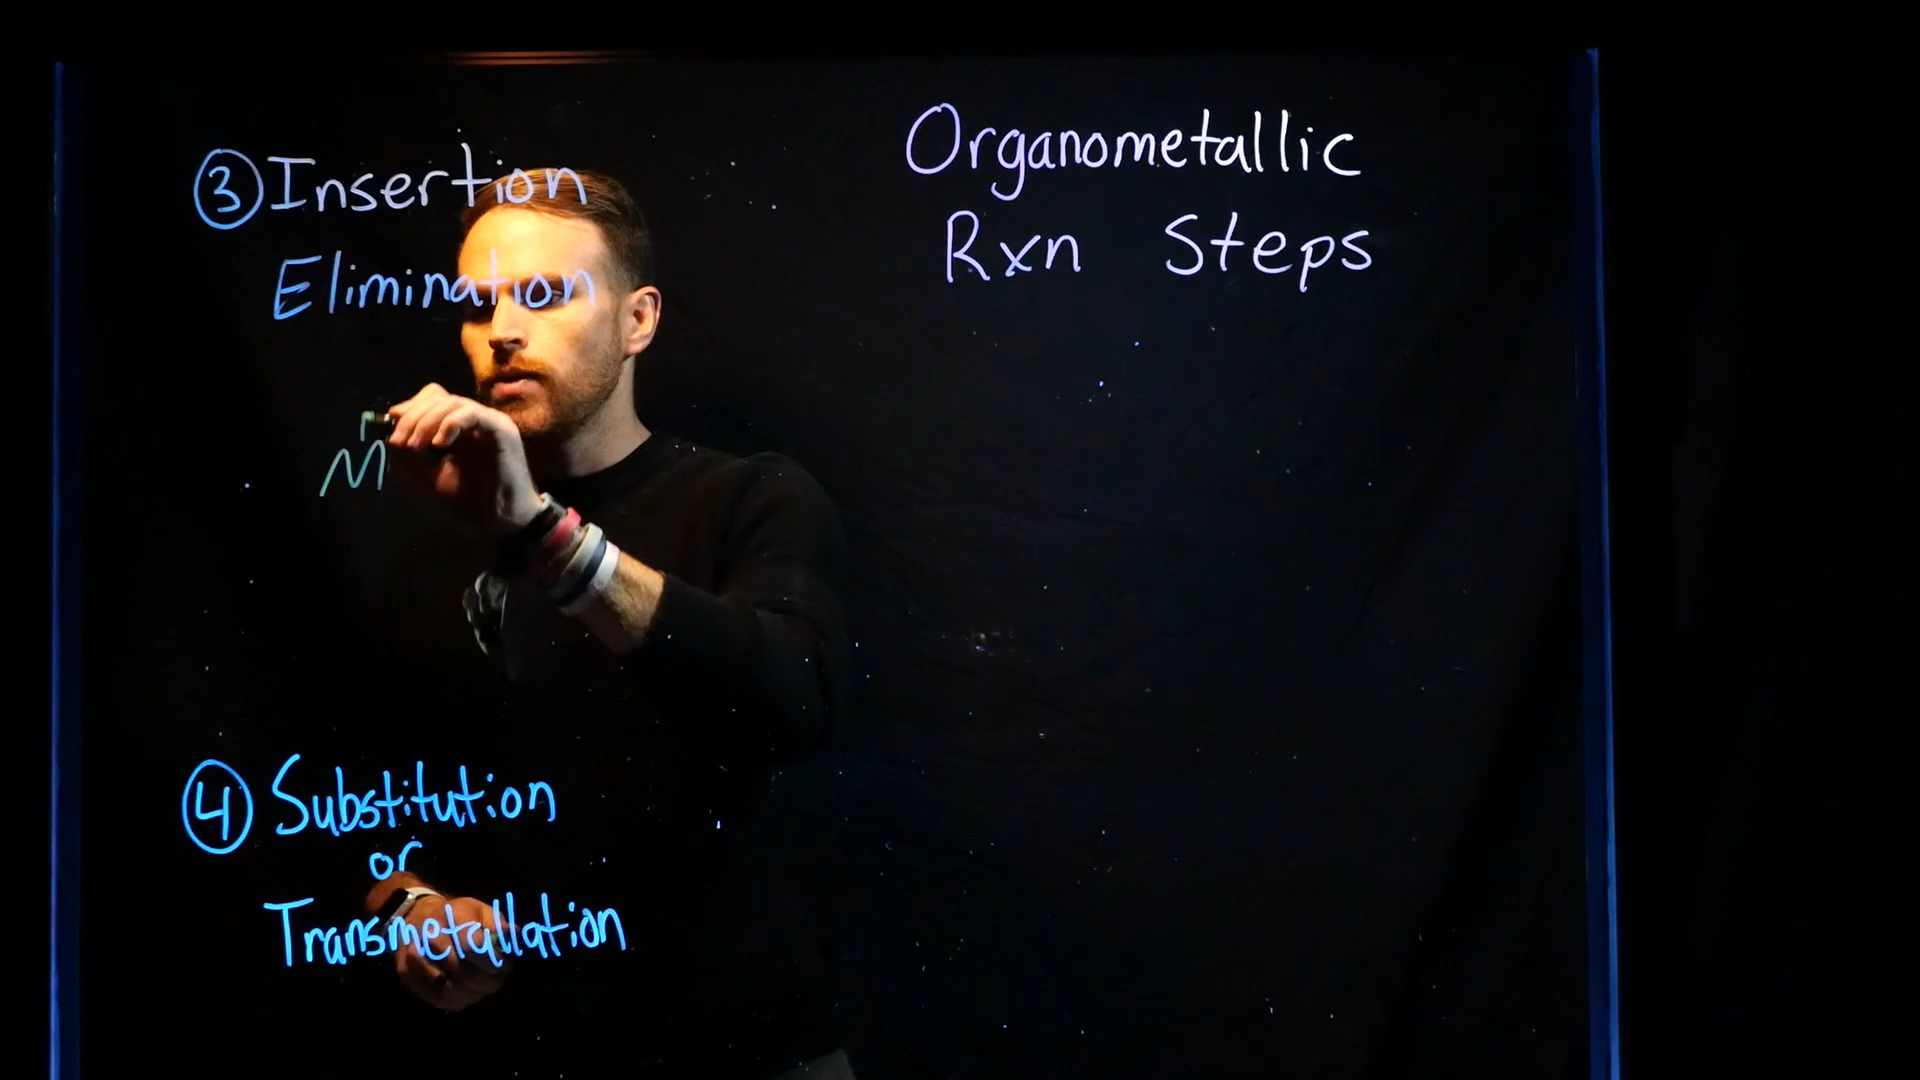 Organometallic
Rxn Steps
③ Insertion
Elimination
M
④ Substitution
or
Transmetallation